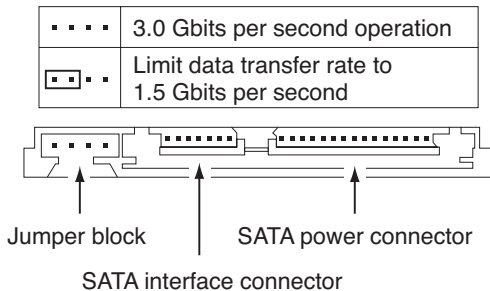 3.0 Gbits per second operation
Limit data transfer rate to
1.5 Gbits per second
Jumper block
SATA power connector
SATA interface connector